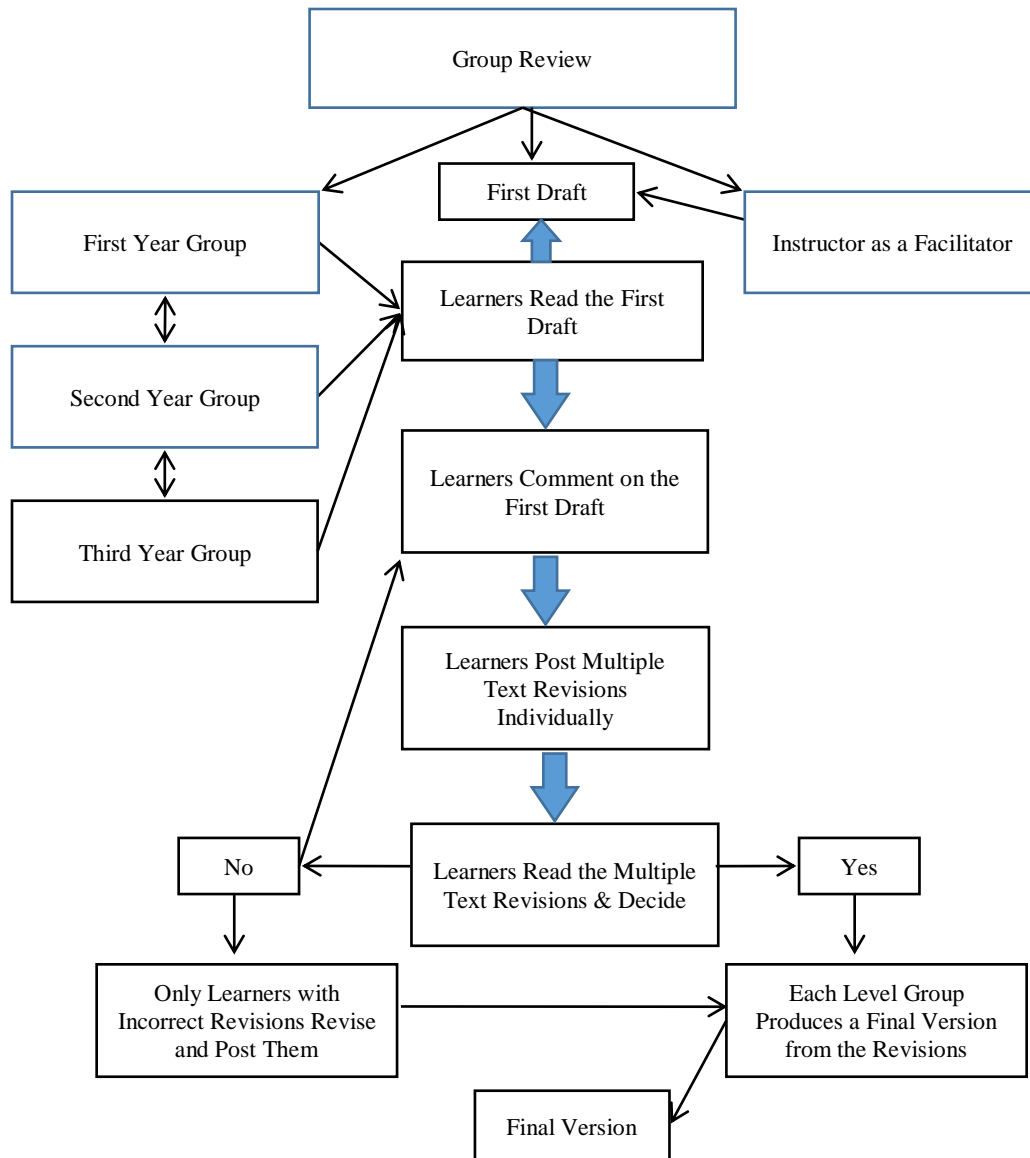 Group Review
First Draft
First Year Group
Instructor as a Facilitator
Learners Read the First
Draft
Second Year Group
Learners Comment on the
First Draft
Third Year Group
Learners Post Multiple
Text Revisions
Individually
No
Learners Read the Multiple
Text Revisions & Decide
Yes
Only Learners with
Incorrect Revisions Revise
and Post Them
Each Level Group
Produces a Final Version
from the Revisions
Final Version